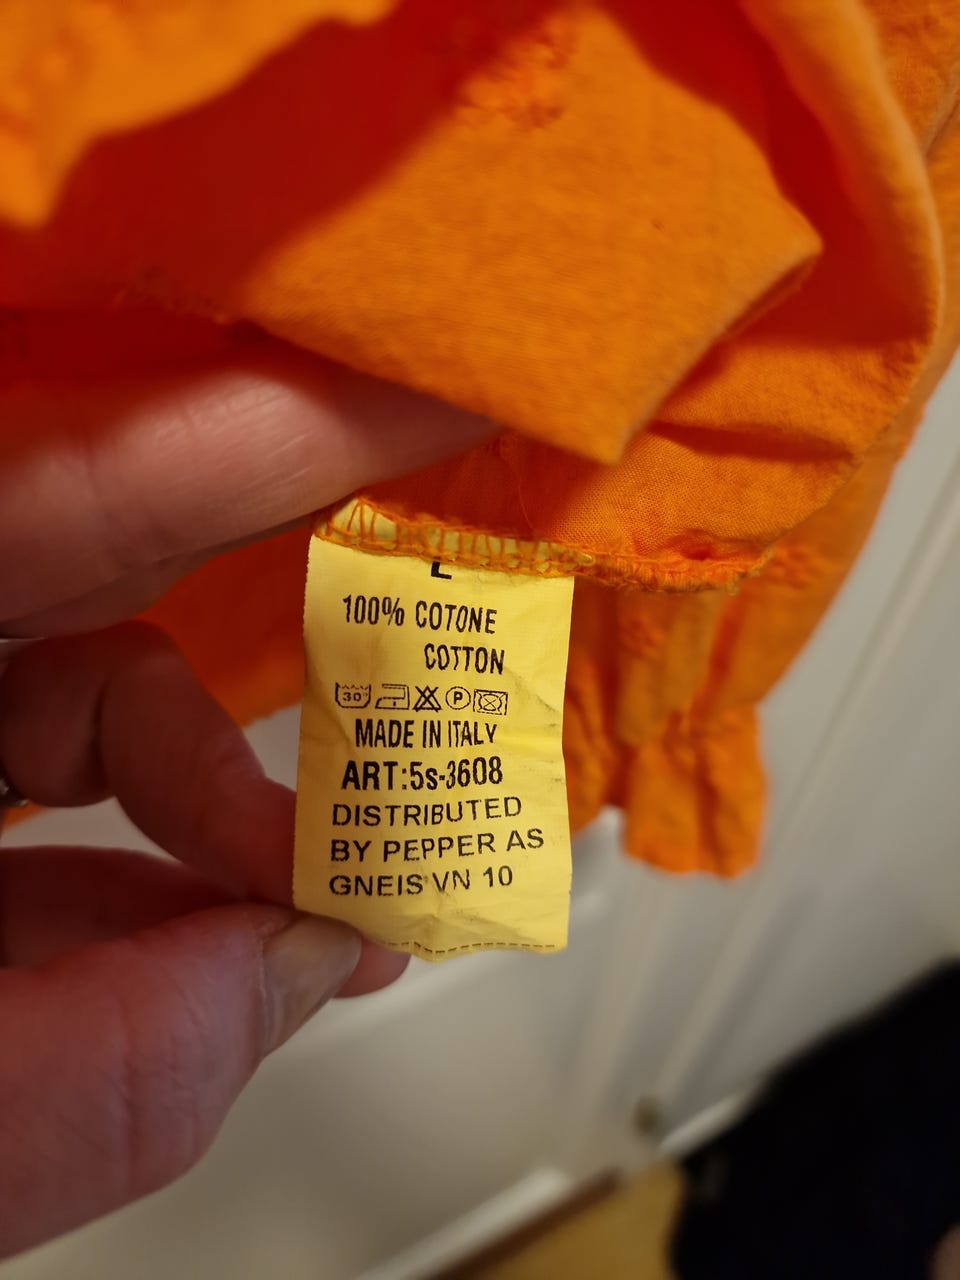 L
100% COTONE
COTTON
30° P
MADE IN ITALY
ART:5s-3608
DISTRIBUTED
BY PEPPER AS
GNEIS VN 10